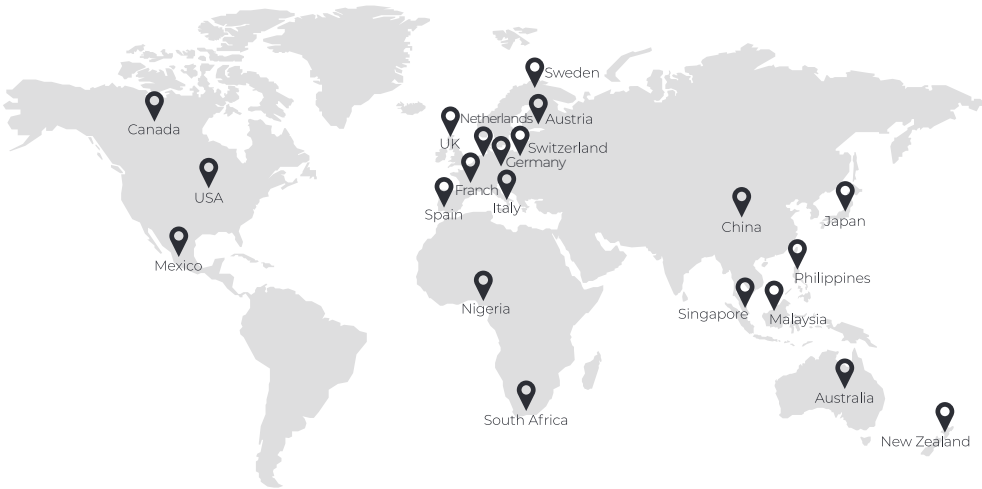 Sweden
Canada
Netherlands
Austria
UK
Switzerland
Germany
USA
Franch
Italy
Spain
China
Japan
Mexico
Philippines
Nigeria
Singapore
Malaysia
Australia
South Africa
New Zealand